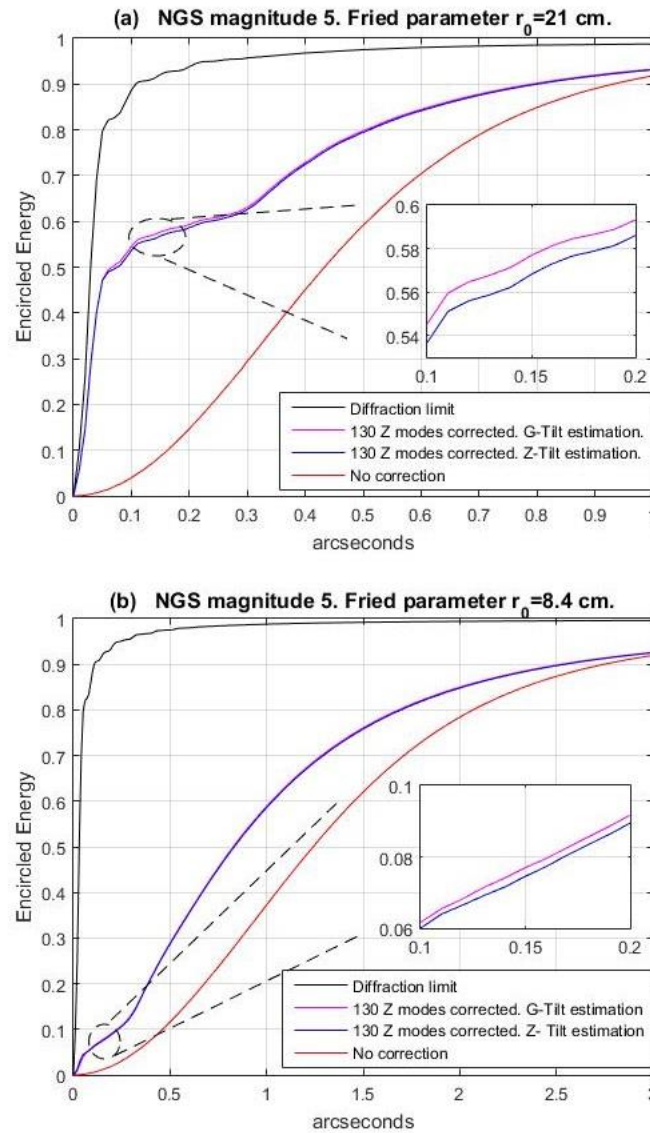 (a) NGS magnitude 5. Fried parameter r0=21 cm.
1
0.9
0.8
0.7
0.6
0.5
0.4
0.3
0.2
0.1
0
Encircled Energy
0.6
0.58
0.56
0.54
0.1 0.15 0.2
Diffraction limit
130 Z modes corrected. G-Tilt estimation.
130 Z modes corrected. Z-Tilt estimation.
No correction
0 0.1 0.2 0.3 0.4 0.5 0.6 0.7 0.8 0.9 1
arcseconds
(b) NGS magnitude 5. Fried parameter r0=8.4 cm.
1
0.9
0.8
0.7
0.6
0.5
0.4
0.3
0.2
0.1
0
Encircled Energy
0.1
0.08
0.06
0.1 0.15 0.2
Diffraction limit
130 Z modes corrected. G-Tilt estimation
130 Z modes corrected. Z- Tilt estimation
No correction
0 0.5 1 1.5 2 2.5 3
arcseconds